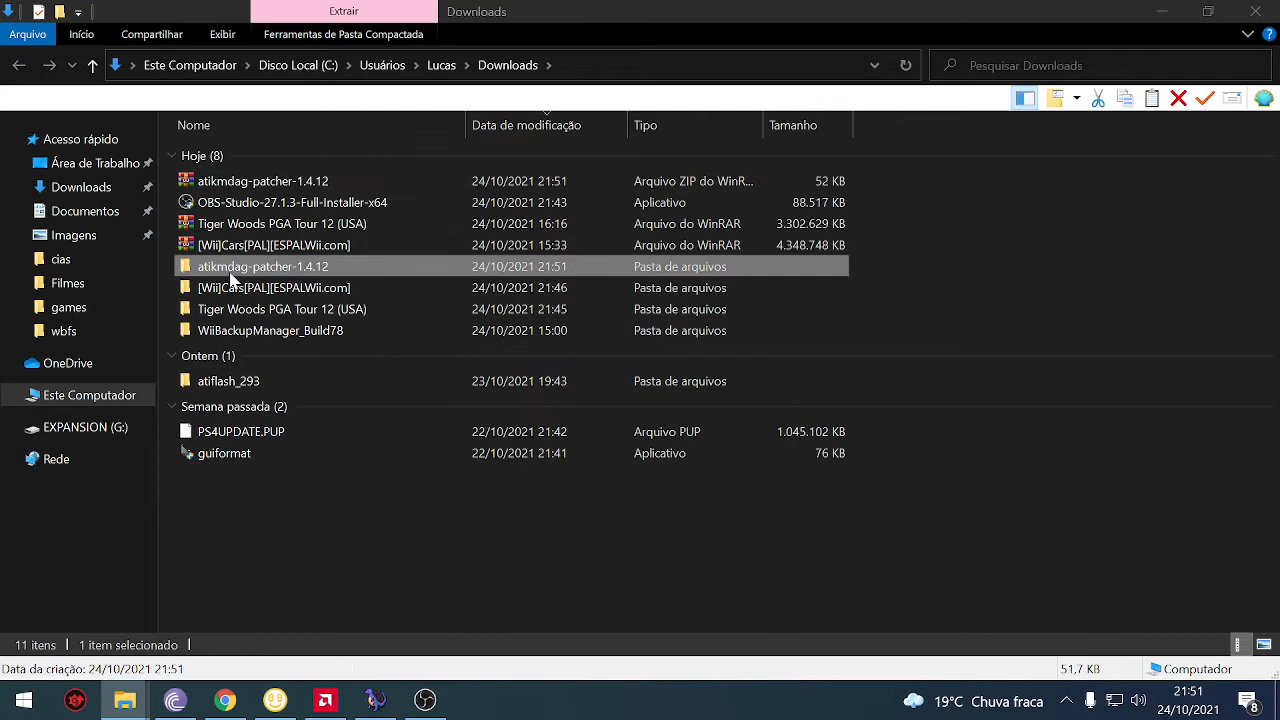 Extrair
Downloads
Arquivo Início Compartilhar Exibir Ferramentas de Pasta Compactada
Este Computador > Disco Local (C:) > Usuários > Lucas > Downloads >
Pesquisar Downloads
Nome Data de modificação Tipo Tamanho
Hoje (8)
atikmdag-patcher-1.4.12 24/10/2021 21:51 Arquivo ZIP do WinR... 52 KB
OBS-Studio-27.1.3-Full-Installer-x64 24/10/2021 21:43 Aplicativo 88.517 KB
Tiger Woods PGA Tour 12 (USA) 24/10/2021 16:16 Arquivo do WinRAR 3.302.629 KB
[Wii]Cars[PAL][ESPALWii.com] 24/10/2021 15:33 Arquivo do WinRAR 4.348.748 KB
atikmdag-patcher-1.4.12 24/10/2021 21:51 Pasta de arquivos
[Wii]Cars[PAL][ESPALWii.com] 24/10/2021 21:46 Pasta de arquivos
Tiger Woods PGA Tour 12 (USA) 24/10/2021 21:45 Pasta de arquivos
WiiBackupManager_Build78 24/10/2021 15:00 Pasta de arquivos
Ontem (1)
atiflash_293 23/10/2021 19:43 Pasta de arquivos
Semana passada (2)
PS4UPDATE.PUP 22/10/2021 21:42 Arquivo PUP 1.045.102 KB
guiformat 22/10/2021 21:41 Aplicativo 76 KB
Acesso rápido
Área de Trabalho
Downloads
Documentos
Imagens
cias
Filmes
games
wbfs
OneDrive
Este Computador
EXPANSION (G:)
Rede
11 itens 1 item selecionado
Data da criação: 24/10/2021 21:51 51,7 KB Computador
19°C Chuva fraca
21:51
24/10/2021
8